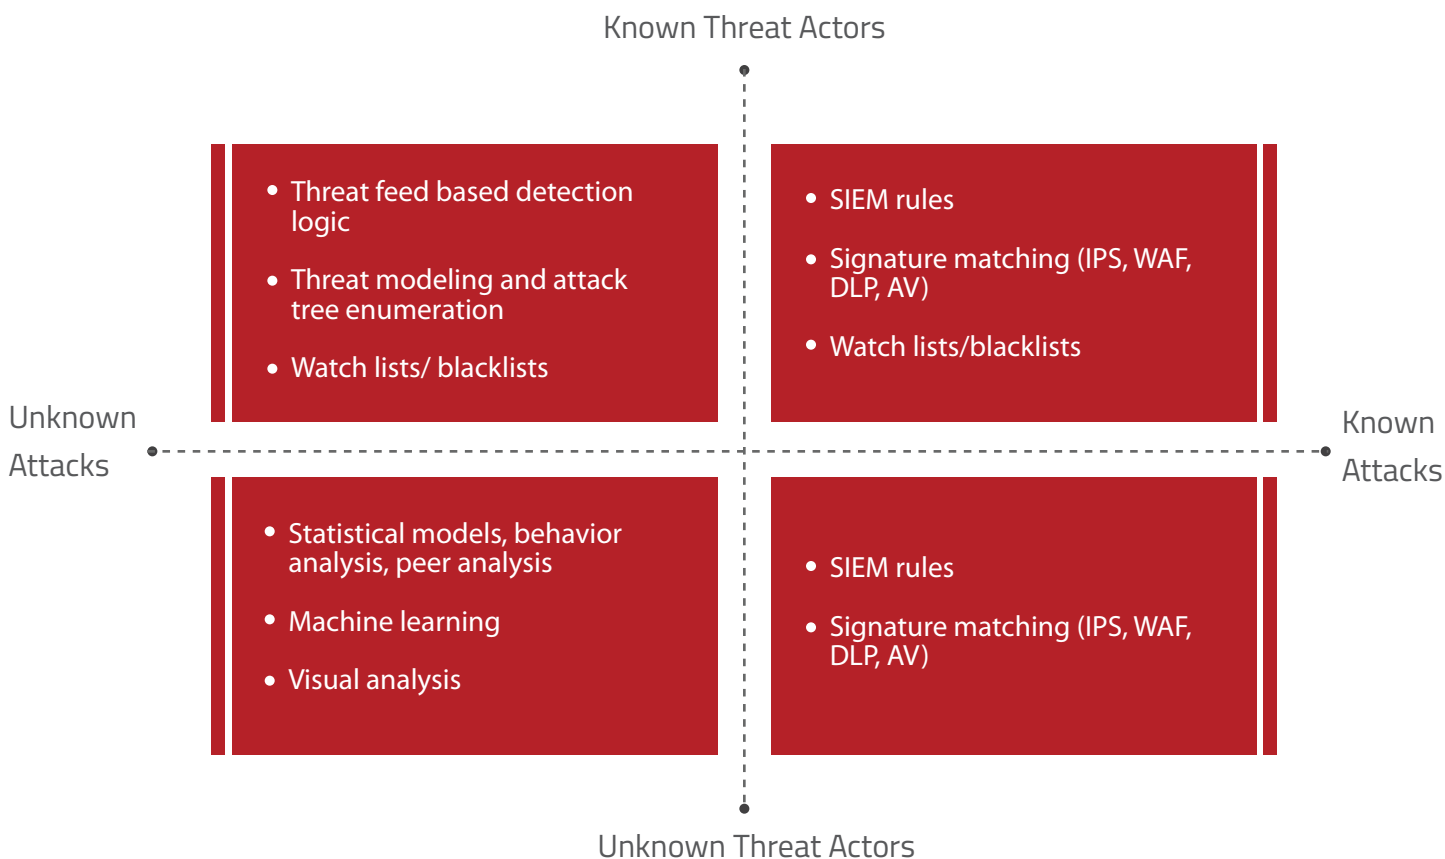 Known Threat Actors
Threat feed based detection
logic
Threat modeling and attack
tree enumeration
Watch lists/ blacklists
SIEM rules
Signature matching (IPS, WAF,
DLP, AV)
Watch lists/blacklists
Unknown
Attacks
Known
Attacks
Statistical models, behavior
analysis, peer analysis
Machine learning
Visual analysis
SIEM rules
Signature matching (IPS, WAF,
DLP, AV)
Unknown Threat Actors